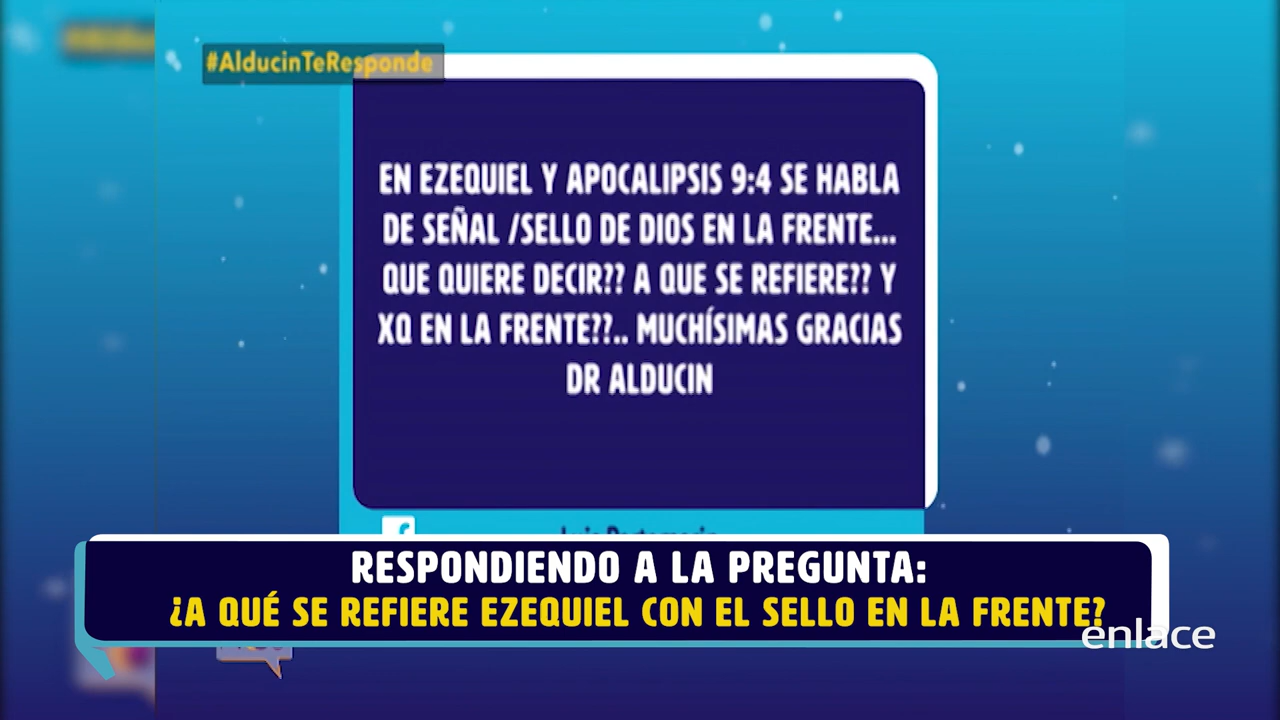 #AlducinTeResponde
EN EZEQUIEL Y APOCALIPSIS 9:4 SE HABLA
DE SEÑAL /SELLO DE DIOS EN LA FRENTE...
QUE QUIERE DECIR?? A QUE SE REFIERE?? Y
XQ EN LA FRENTE??.. MUCHÍSIMAS GRACIAS
DR ALDUCIN
RESPONDIENDO A LA PREGUNTA:
¿A QUÉ SE REFIERE EZEQUIEL CON EL SELLO EN LA FRENTE?
enlace